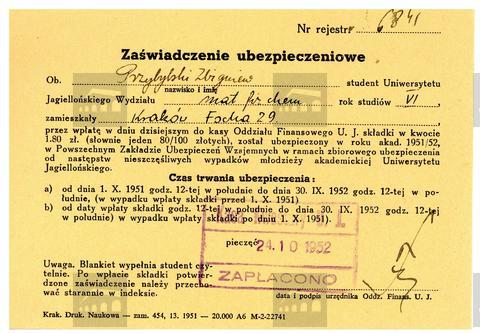 Nr rejestr. 6841
Zaświadczenie ubezpieczeniowe
Ob. Przybylski Zbigniew student Uniwersytetu
nazwisko i imię
Jagiellońskiego Wydziału mat fiz chem. rok studiów VI,
zamieszkały Kraków Focha 29
przez wpłatę w dniu dzisiejszym do kasy Oddziału Finansowego U. J. składki w kwocie
1.80 zł. (słownie jeden 80/100 złotych), został ubezpieczony w roku akad. 1951/52,
w Powszechnym Zakładzie Ubezpieczeń Wzajemnych w ramach zbiorowego ubezpieczenia
od następstw nieszczęśliwych wypadków młodzieży akademickiej Uniwersytetu
Jagiellońskiego.
Czas trwania ubezpieczenia :
a) od dnia 1. X. 1951 godz. 12-tej w południe do dnia 30. IX. 1952 godz. 12-tej w po-
łudnie, (w wypadku wpłaty składki przed 1. X. 1951)
b) od daty wpłaty składki godz. 12-tej w południe do dnia 30. IX. 1952 godz. 12-tej
w południe) w wypadku wpłaty składki po dniu 1. X. 1951).
pieczęć
24. 10 1952
ZAPŁACONO
Uwaga. Blankiet wypełnia student czy-
telnie. Po wpłacie składki potwier-
dzone zaświadczenie należy przecho-
wać starannie w indeksie.
data i podpis urzędnika Oddz. Finans. U. J.
Krak. Druk. Naukowa — zam. 454, 13. 1951 — 20.000 A6 M-2-22741